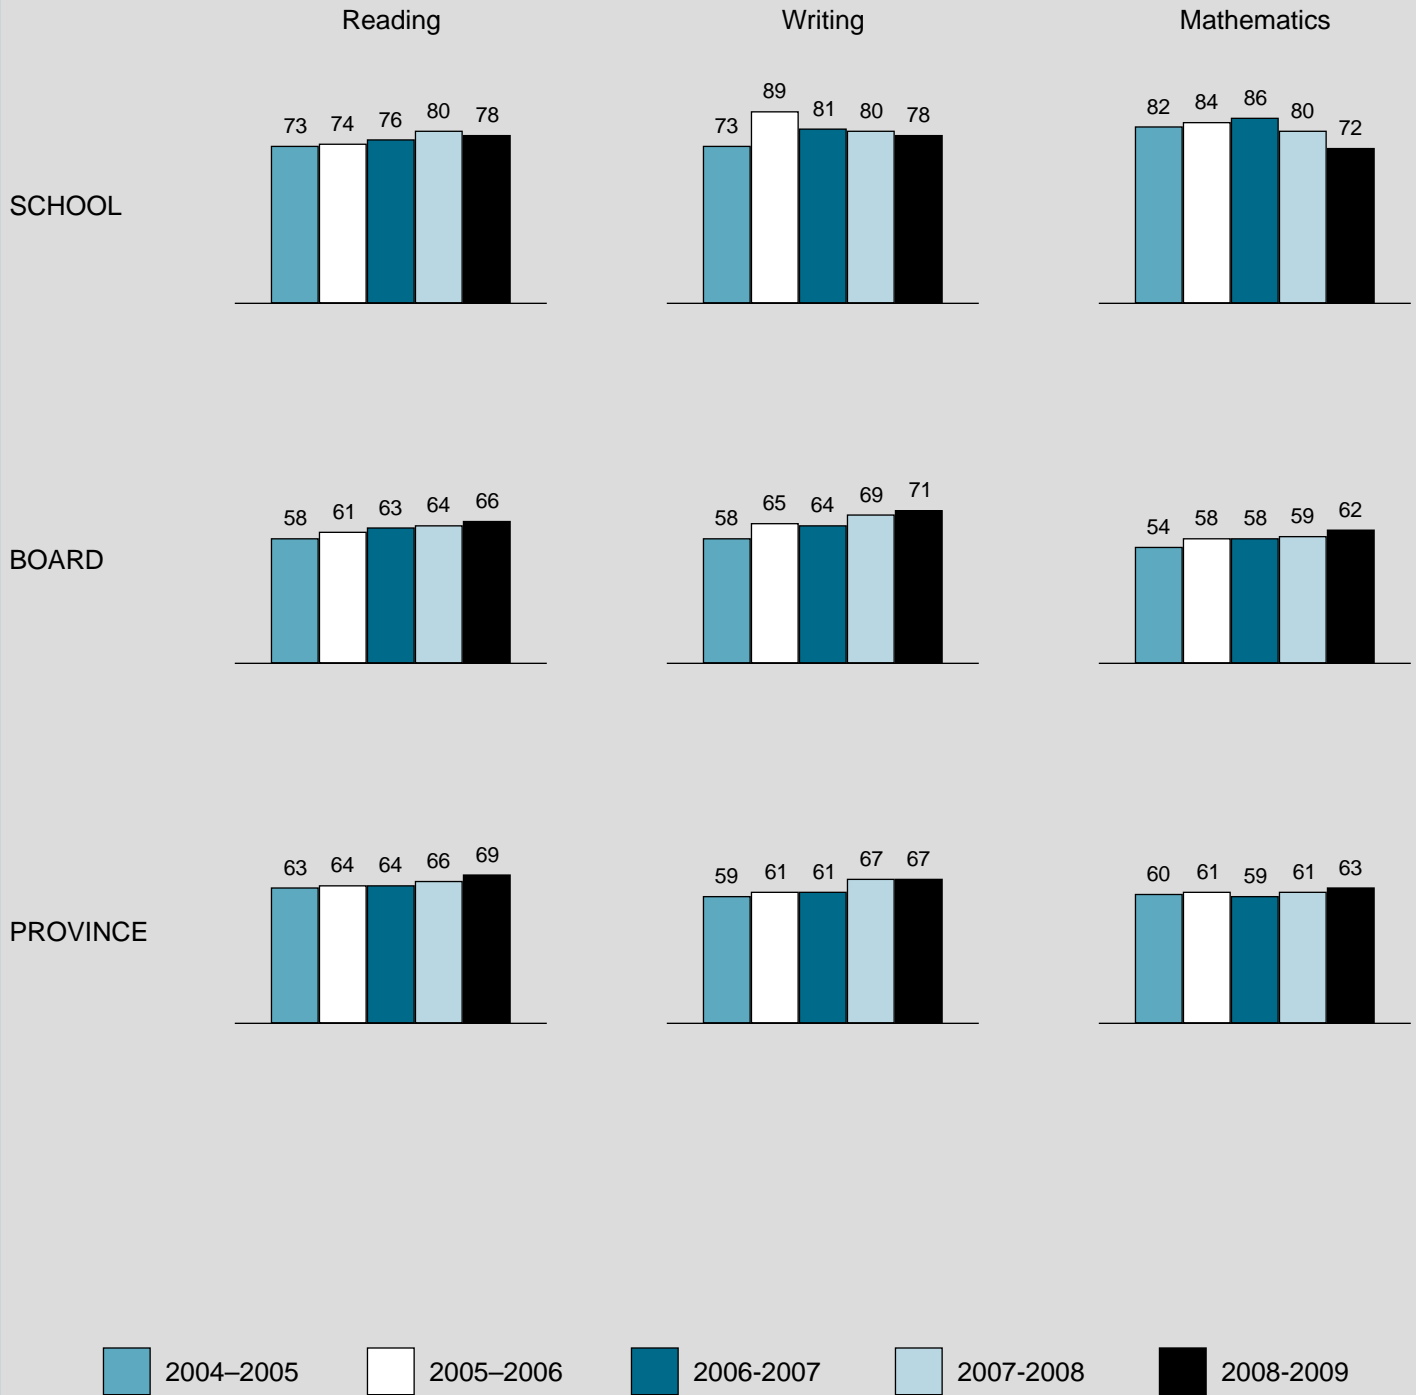 Reading Writing Mathematics
73 74 76 80 78 73 89 81 80 78 82 84 86 80 72
SCHOOL
58 61 63 64 66 58 65 64 69 71 54 58 58 59 62
BOARD
63 64 64 66 69 59 61 61 67 67 60 61 59 61 63
PROVINCE
2004–2005 2005–2006 2006-2007 2007-2008 2008-2009